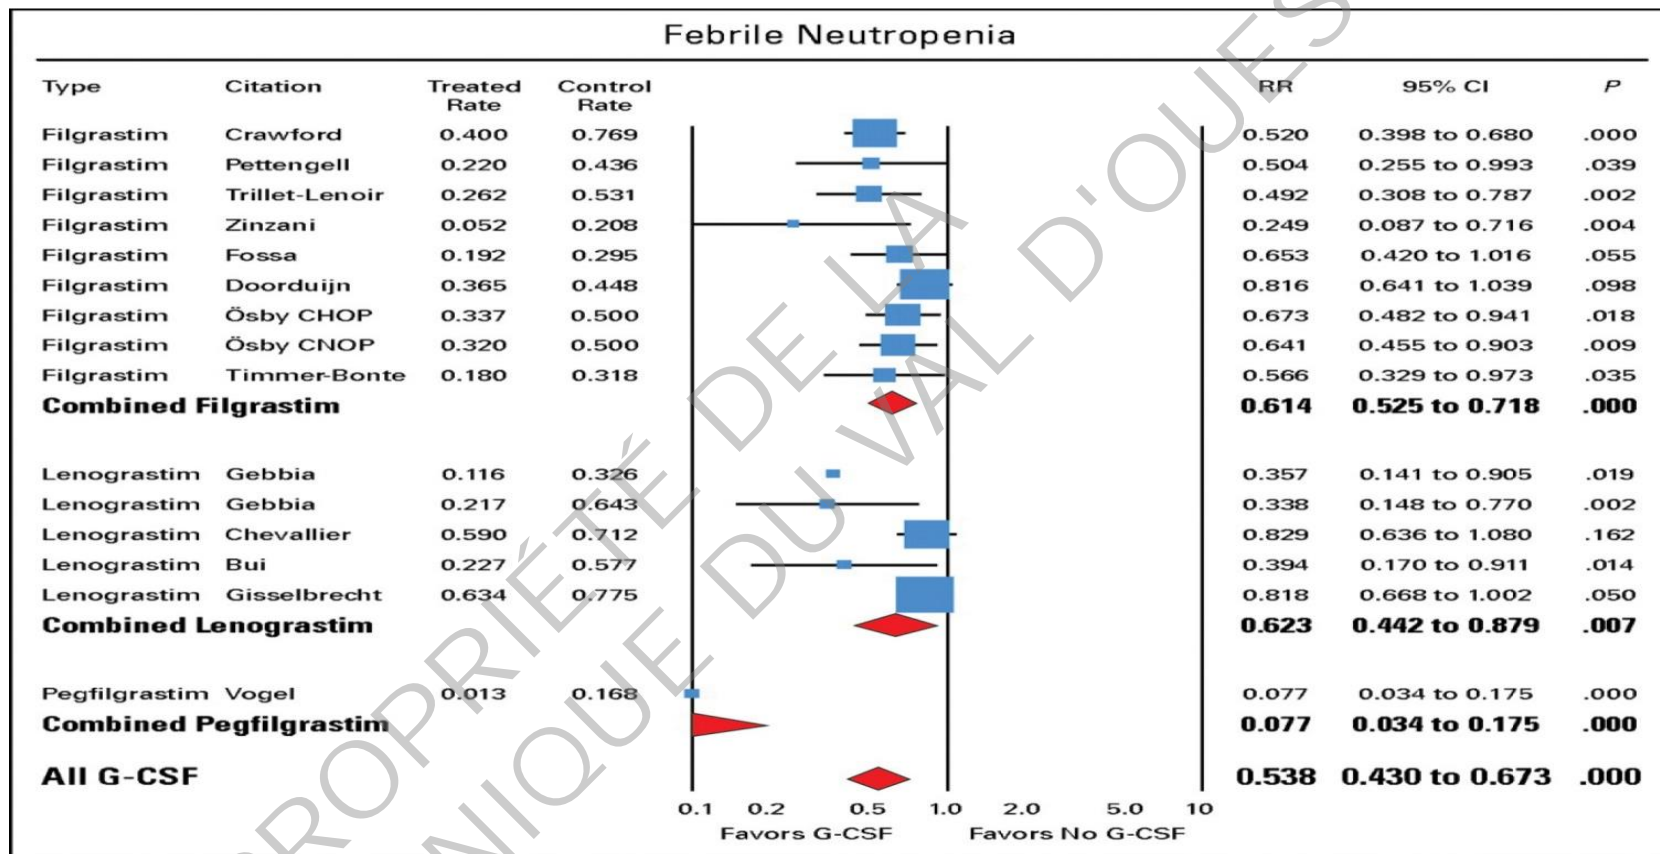 Febrile Neutropenia
Type Citation Treated Rate Control Rate RR 95% CI P
Filgrastim Crawford 0.400 0.769 0.520 0.398 to 0.680 .000
Filgrastim Pettengell 0.220 0.436 0.504 0.255 to 0.993 .039
Filgrastim Trillet-Lenoir 0.262 0.531 0.492 0.308 to 0.787 .002
Filgrastim Zinzani 0.052 0.208 0.249 0.087 to 0.716 .004
Filgrastim Fossa 0.192 0.295 0.653 0.420 to 1.016 .055
Filgrastim Doorduijn 0.365 0.448 0.816 0.641 to 1.039 .098
Filgrastim Ösby CHOP 0.337 0.500 0.673 0.482 to 0.941 .018
Filgrastim Ösby CNOP 0.320 0.500 0.641 0.455 to 0.903 .009
Filgrastim Timmer-Bonte 0.180 0.318 0.566 0.329 to 0.973 .035
Combined Filgrastim 0.614 0.525 to 0.718 .000
Lenograstim Gebbia 0.116 0.326 0.357 0.141 to 0.905 .019
Lenograstim Gebbia 0.217 0.643 0.338 0.148 to 0.770 .002
Lenograstim Chevallier 0.590 0.712 0.829 0.636 to 1.080 .162
Lenograstim Bui 0.227 0.577 0.394 0.170 to 0.911 .014
Lenograstim Gisselbrecht 0.634 0.775 0.818 0.668 to 1.002 .050
Combined Lenograstim 0.623 0.442 to 0.879 .007
Pegfilgrastim Vogel 0.013 0.168 0.077 0.034 to 0.175 .000
Combined Pegfilgrastim 0.077 0.034 to 0.175 .000
All G-CSF 0.538 0.430 to 0.673 .000
0.1 0.2 0.5 1.0 2.0 5.0 10
Favors G-CSF Favors No G-CSF
PROPRIÉTÉ DE LA
NIQUE DU VAL D'OUES